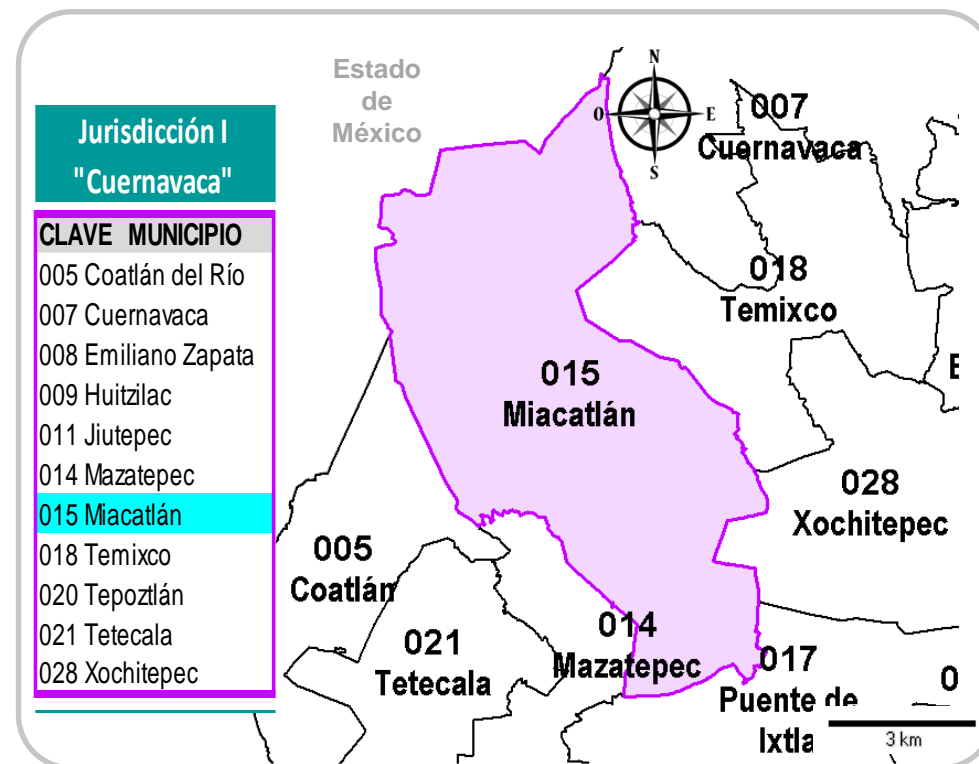 Jurisdicción I
"Cuernavaca"
CLAVE MUNICIPIO
005 Coatlán del Río
007 Cuernavaca
008 Emiliano Zapata
009 Huitzilac
011 Jiutepec
014 Mazatepec
015 Miacatlán
018 Temixco
020 Tepoztlán
021 Tetecala
028 Xochitepec
Estado
de
México
N
O
E
S
007
Cuernavaca
018
Temixco
E
015
Miacatlán
028
Xochitepec
005
Coatlán
021
Tetecala
014
Mazatepec
017
Puente de
Ixtla
0
3 km